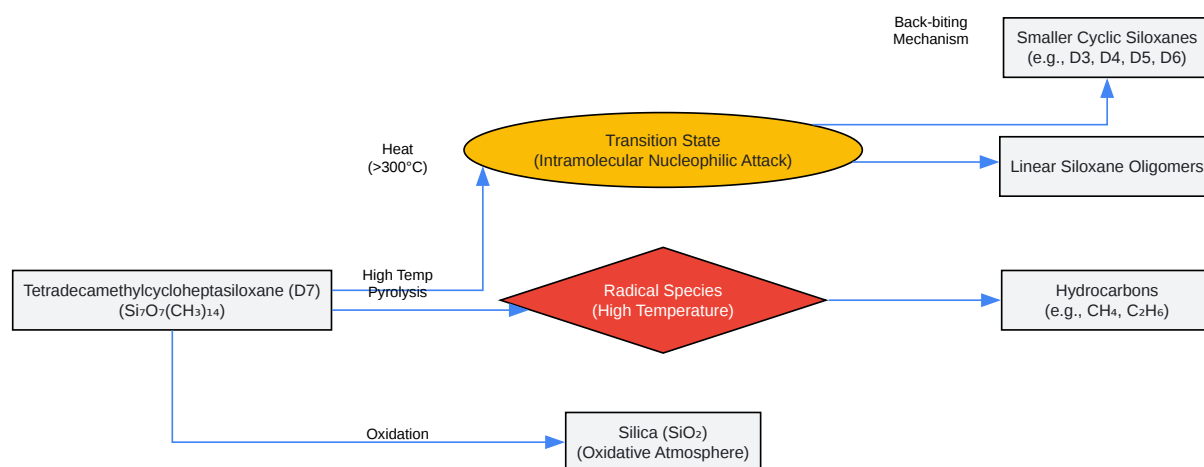 Back-biting
Mechanism
Smaller Cyclic Siloxanes
(e.g., D3, D4, D5, D6)
Heat
(>300°C)
Transition State
(Intramolecular Nucleophilic Attack)
Linear Siloxane Oligomers
High Temp
Pyrolysis
Tetradecamethylcycloheptasiloxane (D7)
(Si₇O₇(CH₃)₁₄)
Radical Species
(High Temperature)
Hydrocarbons
(e.g., CH₄, C₂H₆)
Oxidation
Silica (SiO₂)
(Oxidative Atmosphere)